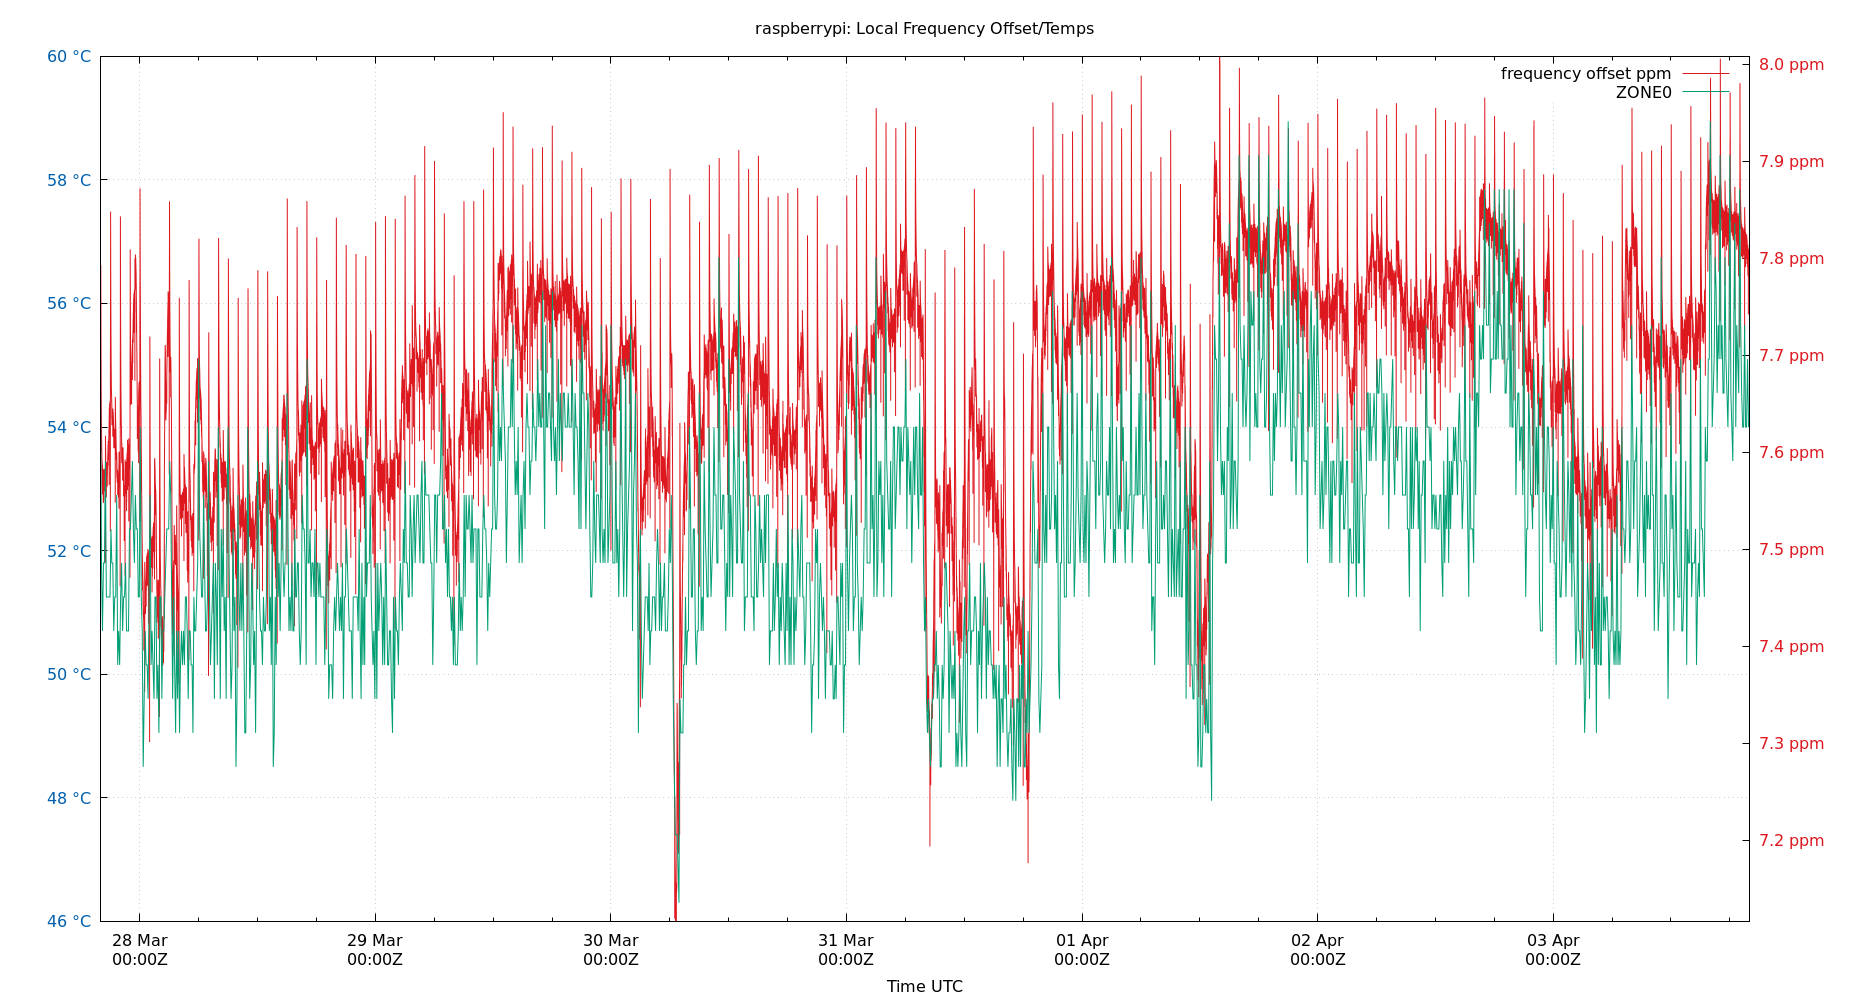 raspberrypi: Local Frequency Offset/Temps
frequency offset ppm
ZONE0
60 °C
58 °C
56 °C
54 °C
52 °C
50 °C
48 °C
46 °C
8.0 ppm
7.9 ppm
7.8 ppm
7.7 ppm
7.6 ppm
7.5 ppm
7.4 ppm
7.3 ppm
7.2 ppm
28 Mar
00:00Z
29 Mar
00:00Z
30 Mar
00:00Z
31 Mar
00:00Z
01 Apr
00:00Z
02 Apr
00:00Z
03 Apr
00:00Z
Time UTC